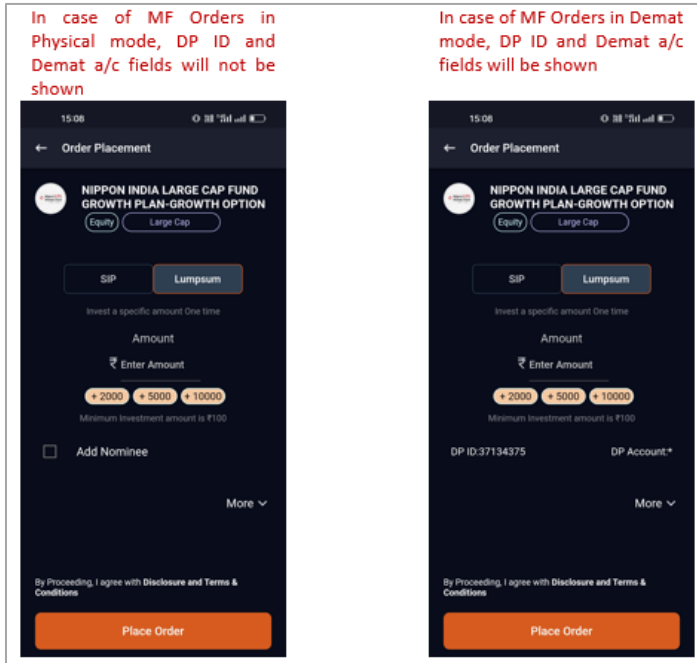 In case of MF Orders in
Physical mode, DP ID and
Demat a/c fields will not be
shown
15:08
← Order Placement
NIPPON INDIA LARGE CAP FUND
GROWTH PLAN-GROWTH OPTION
Equity Large Cap
SIP Lumpsum
Invest a specific amount One time
Amount
₹ Enter Amount
+ 2000 + 5000 + 10000
Minimum Investment amount is ₹100
Add Nominee
More
By Proceeding, I agree with Disclosure and Terms &
Conditions
Place Order
In case of MF Orders in Demat
mode, DP ID and Demat a/c
fields will be shown
15:08
← Order Placement
NIPPON INDIA LARGE CAP FUND
GROWTH PLAN-GROWTH OPTION
Equity Large Cap
SIP Lumpsum
Invest a specific amount One time
Amount
₹ Enter Amount
+ 2000 + 5000 + 10000
Minimum Investment amount is ₹100
DP ID:37134375 DP Account:*
More
By Proceeding, I agree with Disclosure and Terms &
Conditions
Place Order